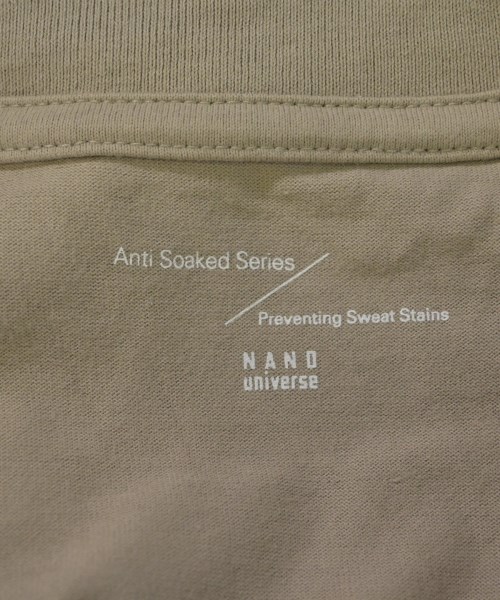 Anti Soaked Series
Preventing Sweat Stains
NANO
universe